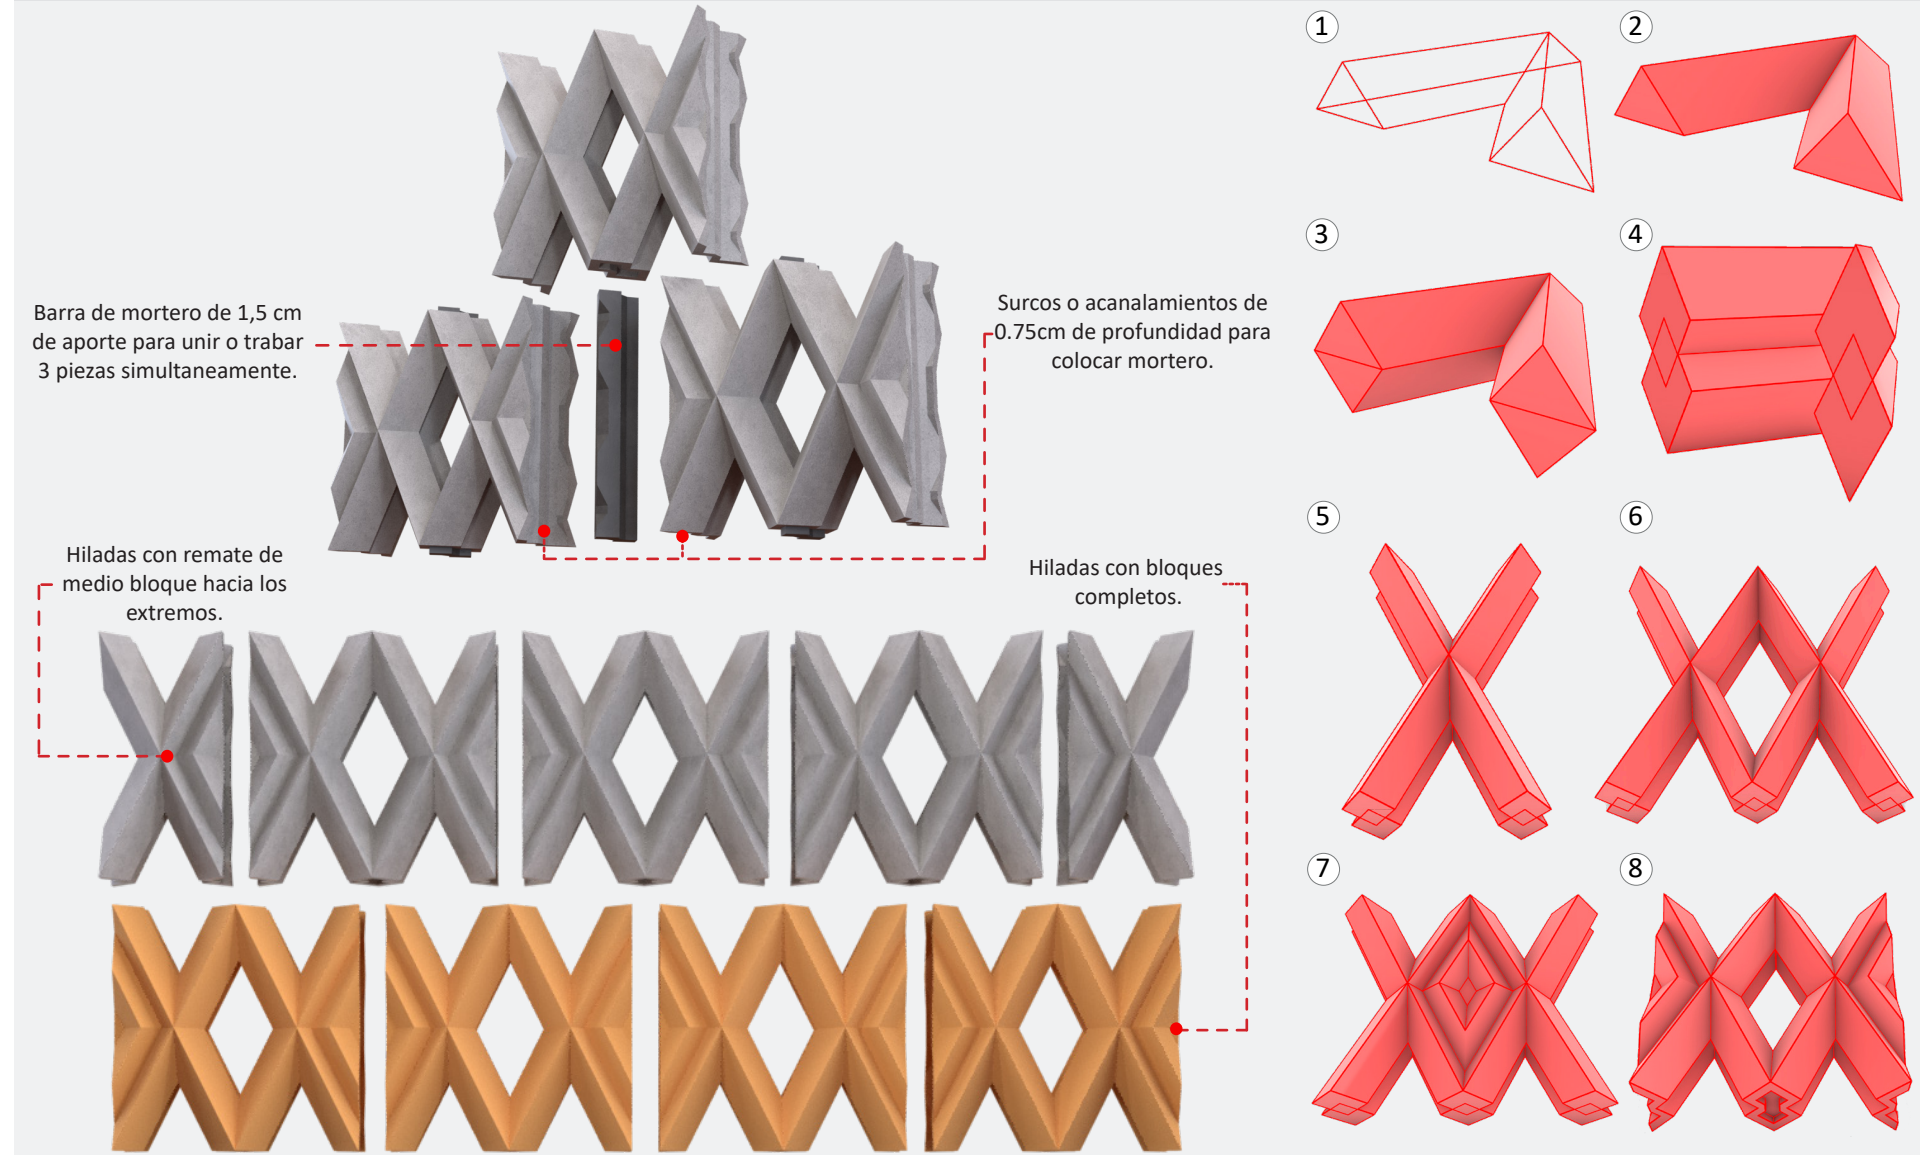 Barra de mortero de 1,5 cm
de aporte para unir o trabar
3 piezas simultaneamente.
Surcos o acanalamientos de
0.75cm de profundidad para
colocar mortero.
Hiladas con remate de
medio bloque hacia los
extremos.
Hiladas con bloques
completos.
1
2
3
4
5
6
7
8